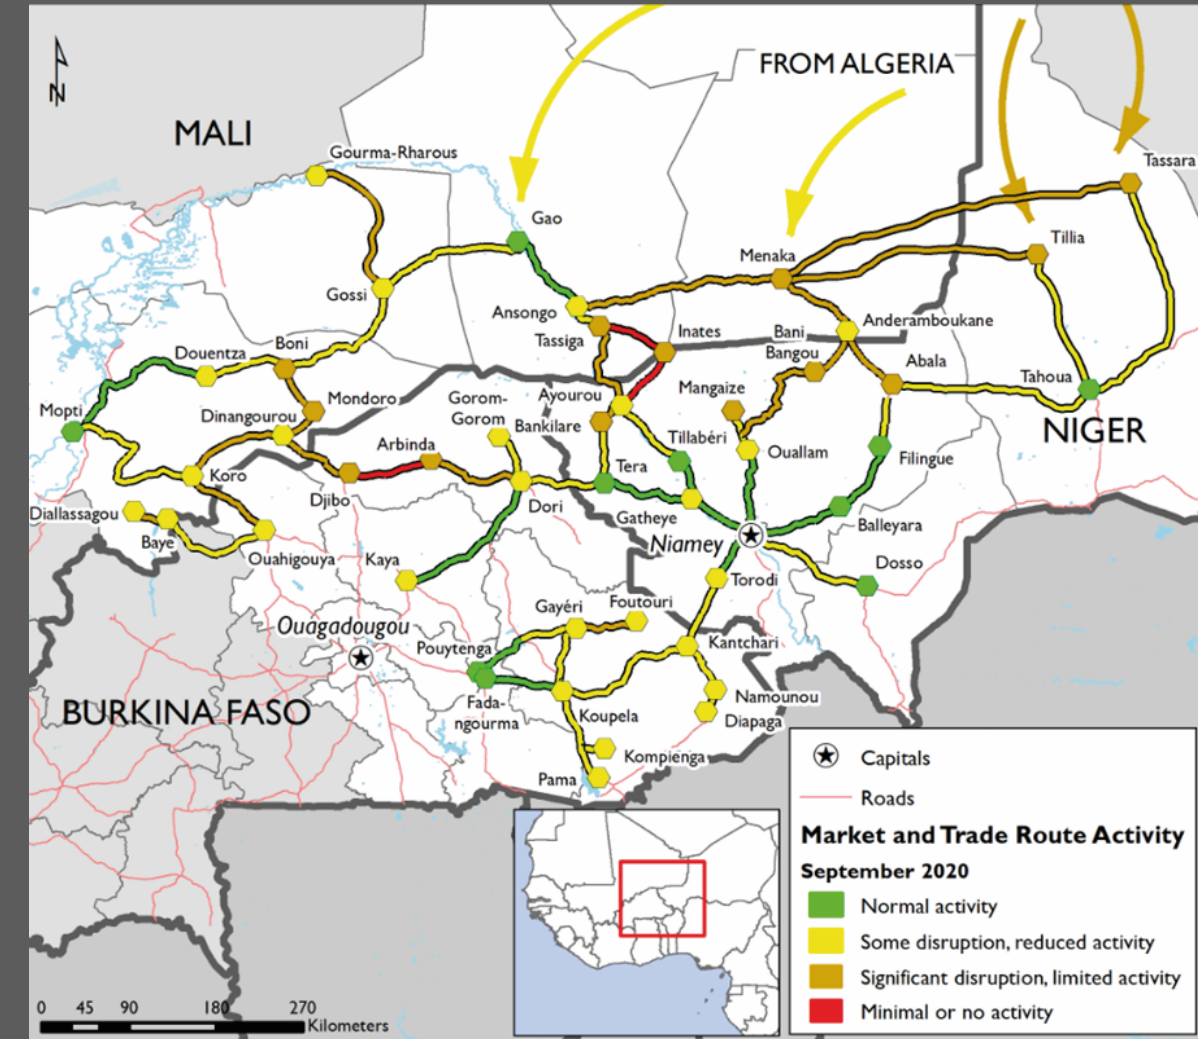 N
MALI
FROM ALGERIA
Gourma-Rharous
Tassara
Gao
Tillia
Menaka
Gossi
Ansongo
Tassiga
Inates
Bani
Bangou
Anderamboukane
Abala
Douentza
Boni
Mopti
Dinangourou
Mondoro
Gorom-
Gorom
Ayourou
Bankilare
Mangaize
Tahoua
NIGER
Arbinda
Tillabéri
Ouallam
Filingue
Koro
Djibo
Dori
Tera
Gatheye
Balleyara
Diallassagou
Baye
Ouahigouya
Kaya
Niamey
Dosso
Torodi
Gayéri
Foutouri
Ouagadougou
Pouytenga
Kantchari
BURKINA FASO
Fada-
ngourma
Koupela
Namounou
Diapaga
Kompienga
Pama
Capitals
Roads
Market and Trade Route Activity
September 2020
Normal activity
Some disruption, reduced activity
Significant disruption, limited activity
Minimal or no activity
0 45 90 180 270
Kilometers